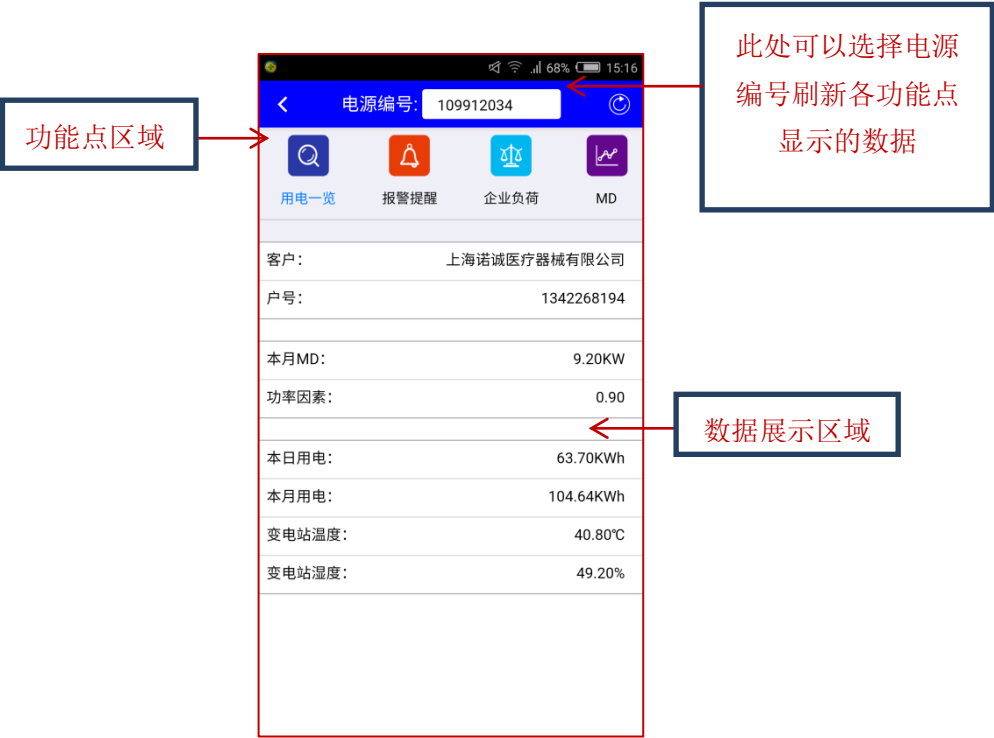 此处可以选择电源
编号刷新各功能点
显示的数据
功能点区域
68% 15:16
电源编号: 109912034
用电一览 报警提醒 企业负荷 MD
客户: 上海诺诚医疗器械有限公司
户号: 1342268194
本月MD: 9.20KW
功率因素: 0.90
数据展示区域
本日用电: 63.70KWh
本月用电: 104.64KWh
变电站温度: 40.80℃
变电站湿度: 49.20%